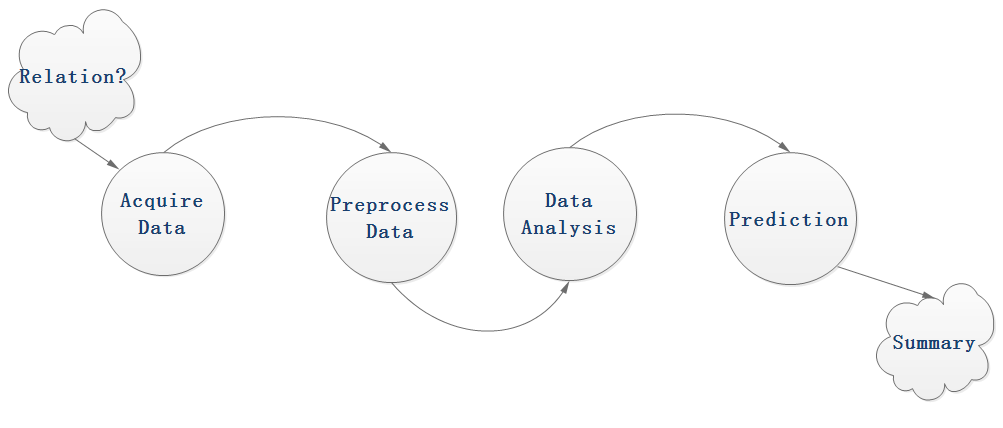 Relation?
Acquire
Data
Preprocess
Data
Data
Analysis
Prediction
Summary